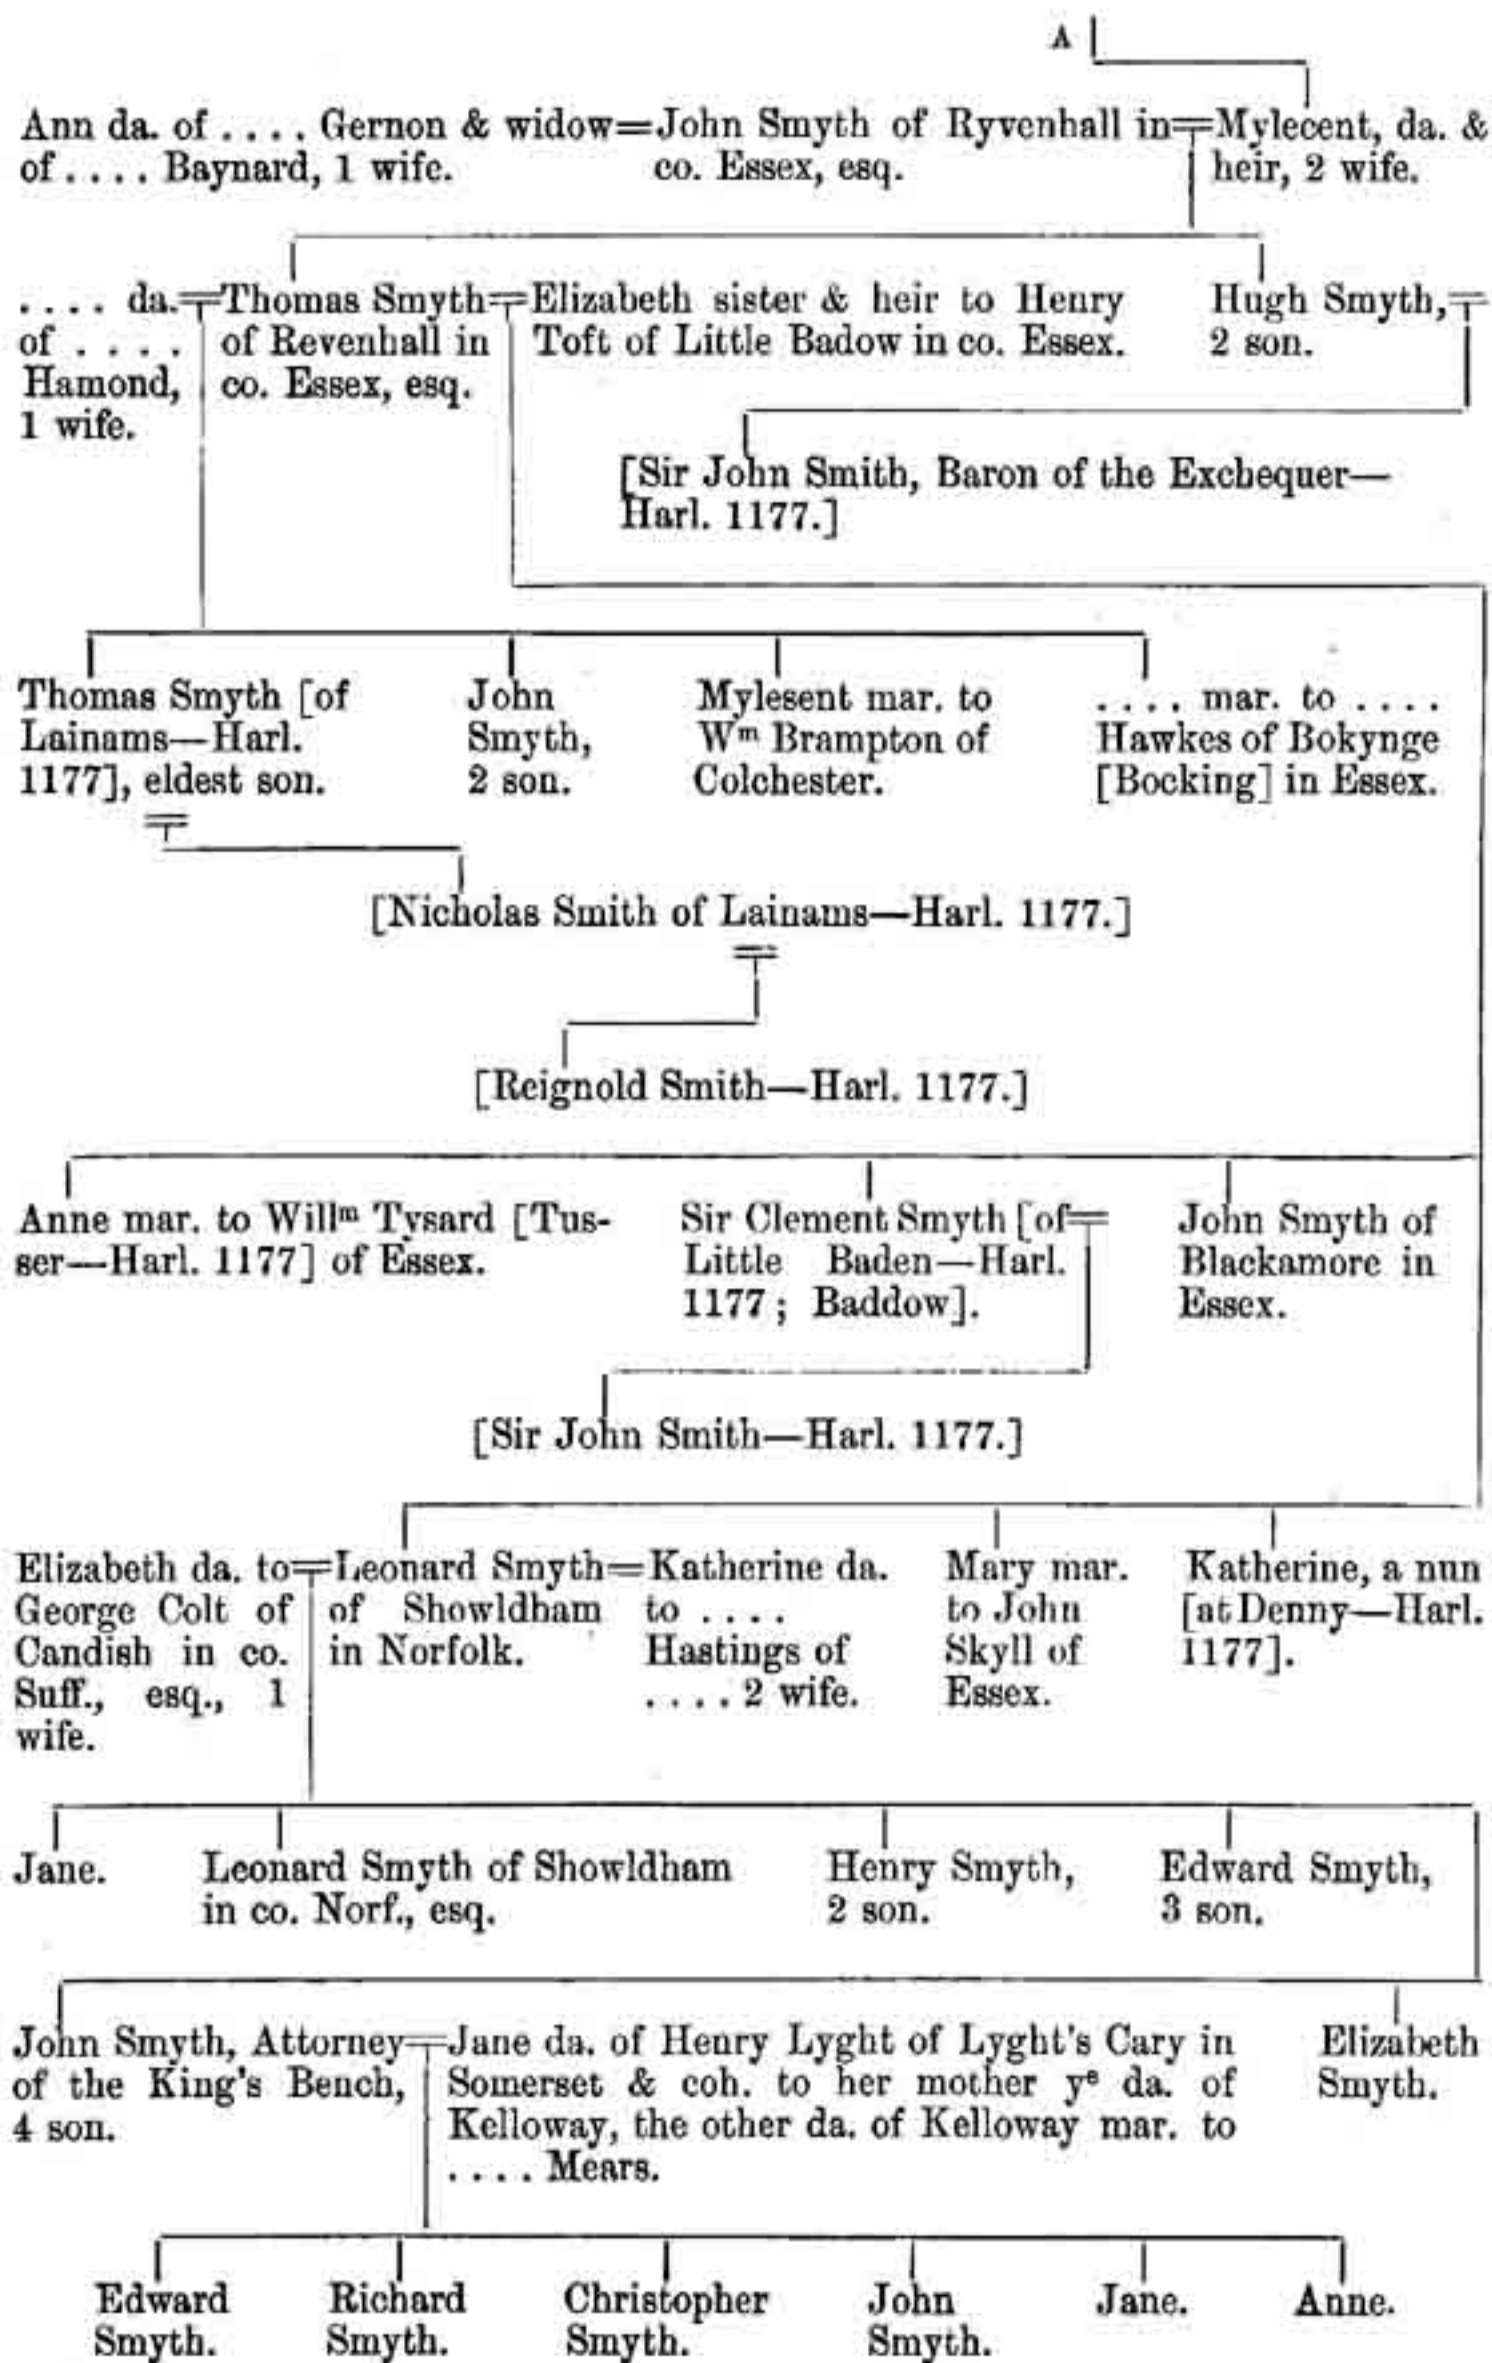 A
Ann da. of .... Gernon & widow=John Smyth of Ryvenhall in=Mylecent, da. &
of .... Baynard, 1 wife. co. Essex, esq. heir, 2 wife.
.... da.=Thomas Smyth=Elizabeth sister & heir to Henry Hugh Smyth,=
of .... of Revenhall in Toft of Little Badow in co. Essex. 2 son.
Hamond, co. Essex, esq.
1 wife.
[Sir John Smith, Baron of the Exchequer—
Harl. 1177.]
Thomas Smyth [of John Mylesent mar. to .... mar. to ....
Lainams—Harl. Smyth, Wᵐ Brampton of Hawkes of Bokynge
1177], eldest son. 2 son. Colchester. [Bocking] in Essex.
[Nicholas Smith of Lainams—Harl. 1177.]
[Reignold Smith—Harl. 1177.]
Anne mar. to Willᵐ Tysard [Tus- Sir Clement Smyth [of= John Smyth of
ser—Harl. 1177] of Essex. Little Baden—Harl. Blackamore in
1177; Baddow]. Essex.
[Sir John Smith—Harl. 1177.]
Elizabeth da. to=Leonard Smyth=Katherine da. Mary mar. Katherine, a nun
George Colt of of Showldham to .... to John [at Denny—Harl.
Candish in co. in Norfolk. Hastings of Skyll of 1177].
Suff., esq., 1 .... 2 wife. Essex.
wife.
Jane. Leonard Smyth of Showldham Henry Smyth, Edward Smyth,
in co. Norf., esq. 2 son. 3 son.
John Smyth, Attorney=Jane da. of Henry Lyght of Lyght's Cary in Elizabeth
of the King's Bench, Somerset & coh. to her mother yᵉ da. of Smyth.
4 son. Kelloway, the other da. of Kelloway mar. to
.... Mears.
Edward Richard Christopher John Jane. Anne.
Smyth. Smyth. Smyth. Smyth.